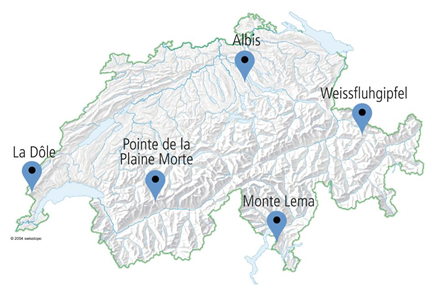 Albis
Weissfluhgipfel
La Dôle
Pointe de la
Plaine Morte
Monte Lema
© 2004 swisstopo